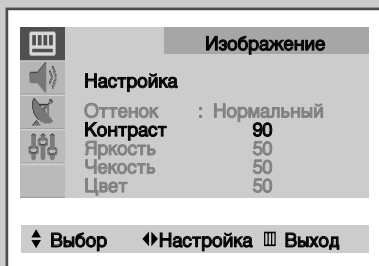 Изображение
Настройка
Оттенок : Нормальный
Контраст 90
Яркость 50
Чекость 50
Цвет 50
Выбор Настройка Выход